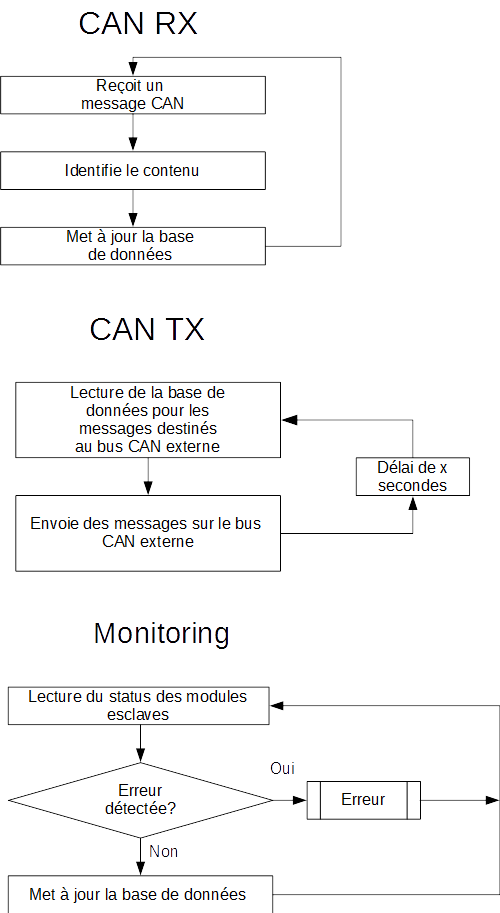 CAN RX
Reçoit un
message CAN
Identifie le contenu
Met à jour la base
de données
CAN TX
Lecture de la base de
données pour les
messages destinés
au bus CAN externe
Délai de x
secondes
Envoie des messages sur le bus
CAN externe
Monitoring
Lecture du status des modules
esclaves
Oui
Erreur
détectée?
Erreur
Non
Met à jour la base de données